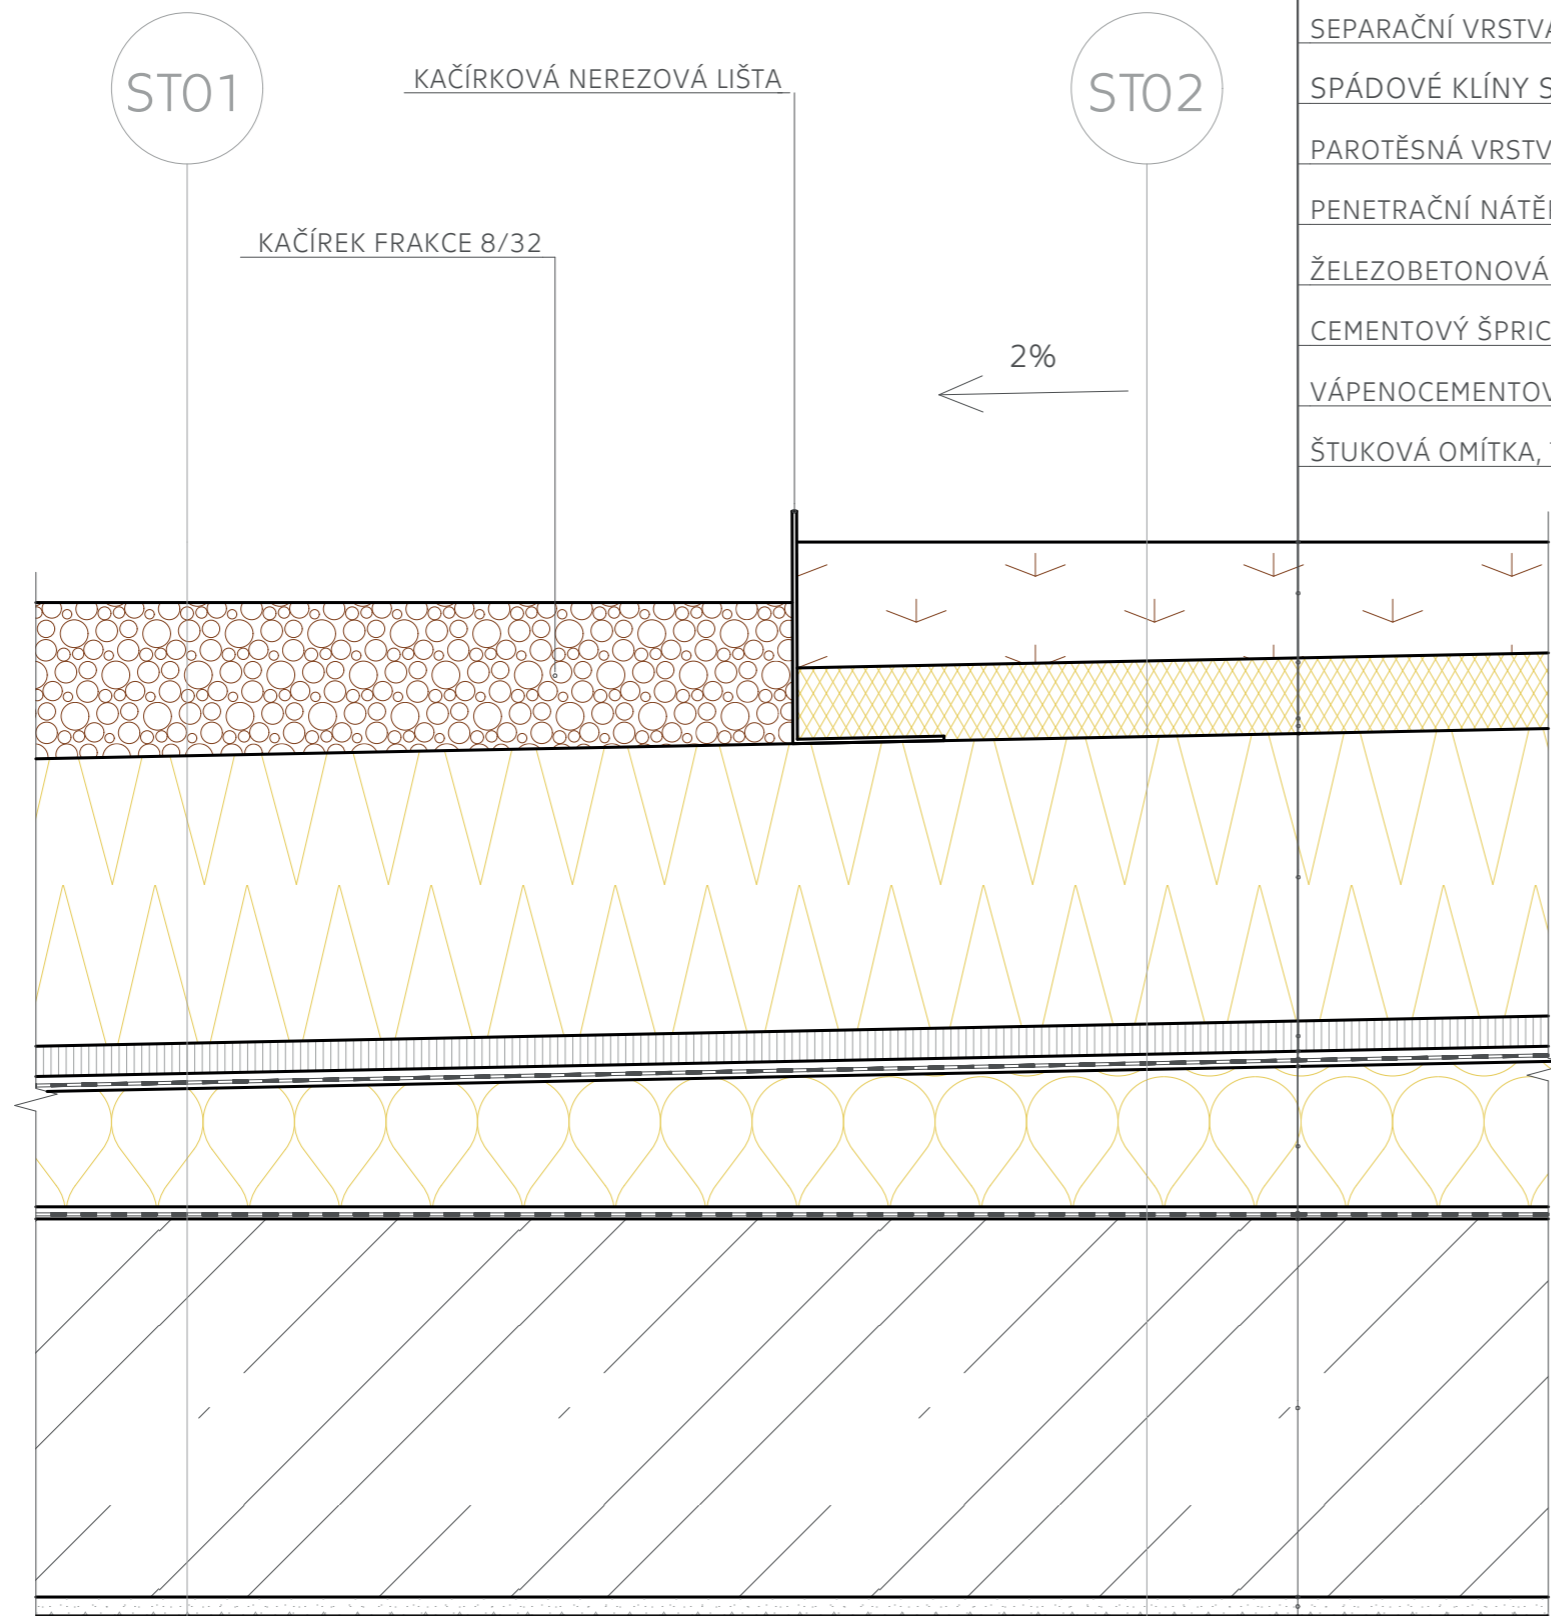 ST01
KAČÍRKOVÁ NEREZOVÁ LIŠTA
ST02
KAČÍREK FRAKCE 8/32
2%
SEPARAČNÍ VRSTVA
SPÁDOVÉ KLÍNY S
PAROTĚSNÁ VRSTV
PENETRAČNÍ NÁTĚ
ŽELEZOBETONOVÁ
CEMENTOVÝ ŠPRIC
VÁPENOCEMENTOV
ŠTUKOVÁ OMÍTKA,